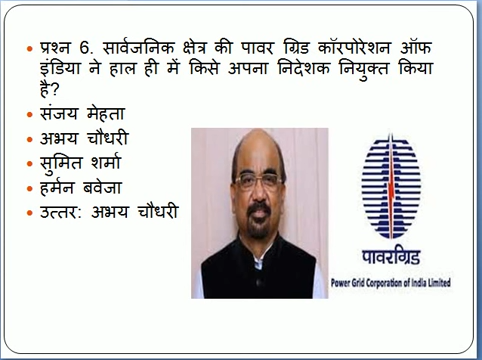 प्रश्न 6. सार्वजनिक क्षेत्र की पावर ग्रिड कॉरपोरेशन ऑफ
इंडिया ने हाल ही में किसे अपना निदेशक नियुक्त किया
है?
संजय मेहता
अभय चौधरी
सुमित शर्मा
हर्मन बवेजा
उत्तर: अभय चौधरी
पावरग्रिड
Power Grid Corporation of India Limited